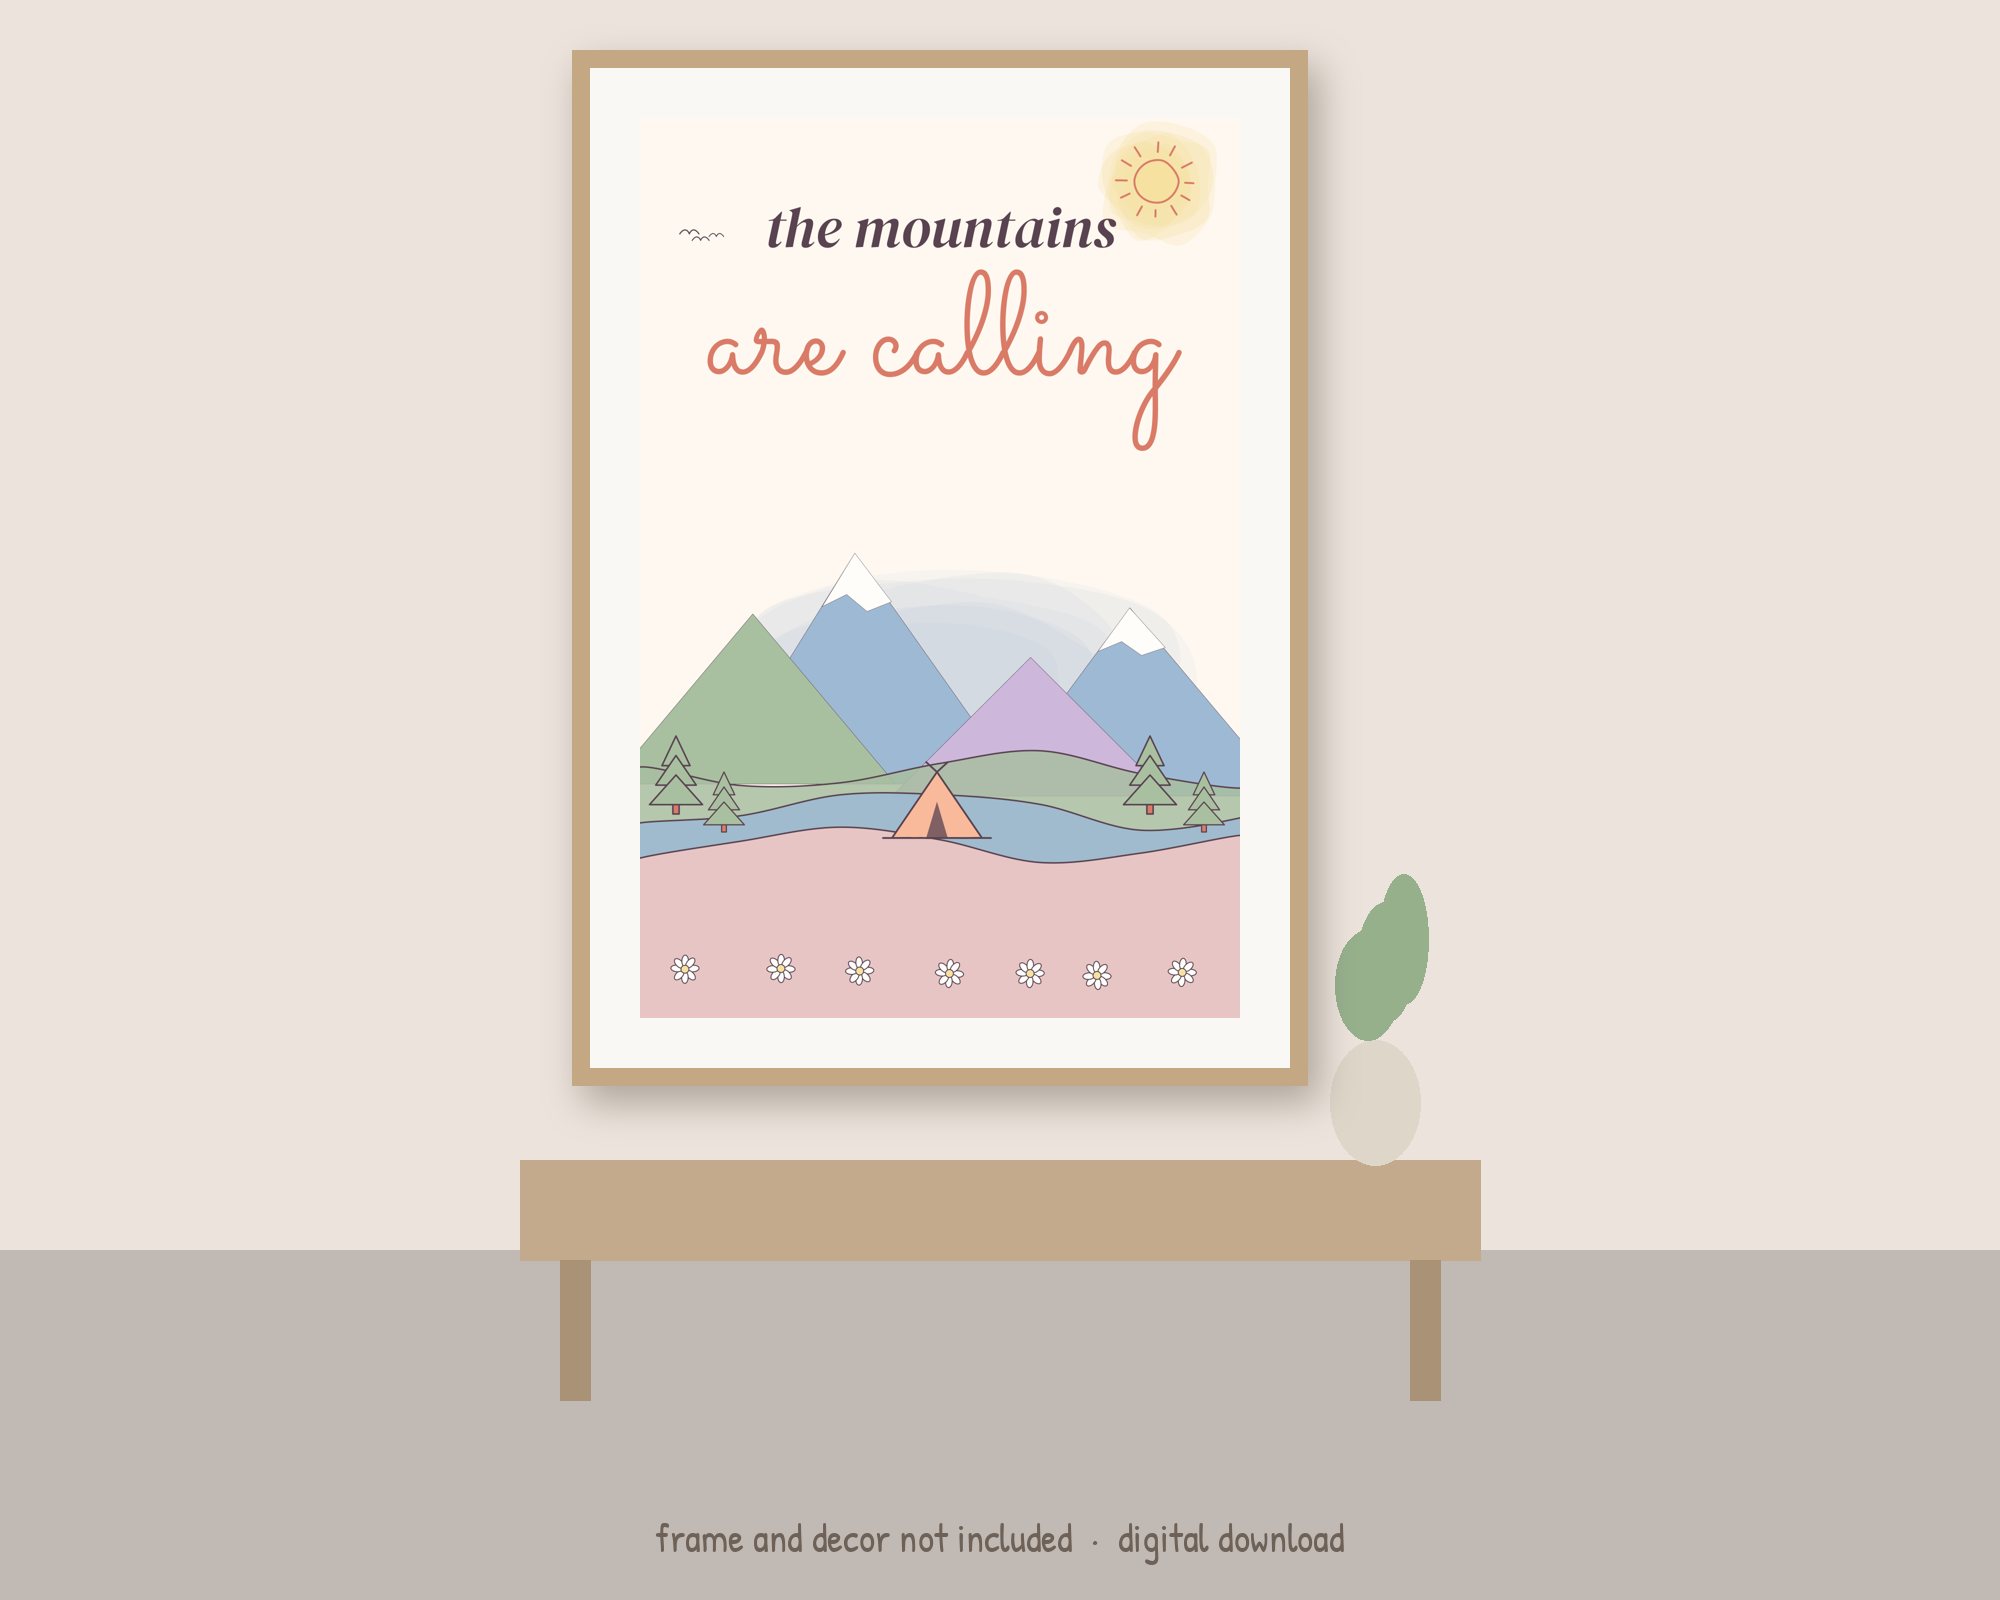 the mountains
are calling
frame and decor not included · digital download